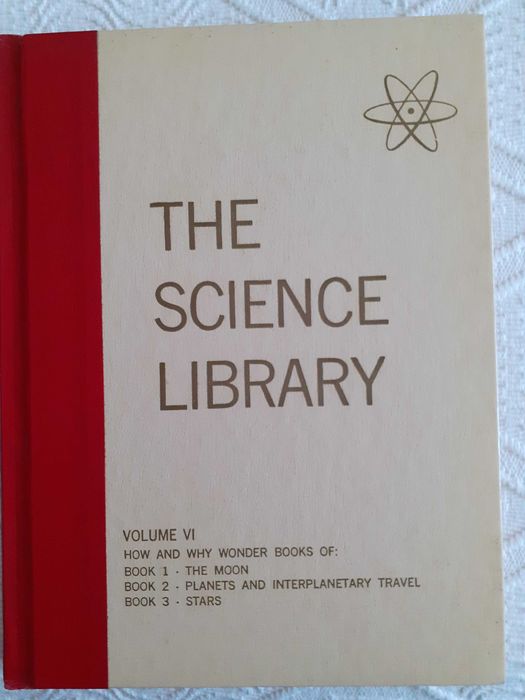 THE
SCIENCE
LIBRARY
VOLUME VI
HOW AND WHY WONDER BOOKS OF:
BOOK 1 · THE MOON
BOOK 2 · PLANETS AND INTERPLANETARY TRAVEL
BOOK 3 · STARS